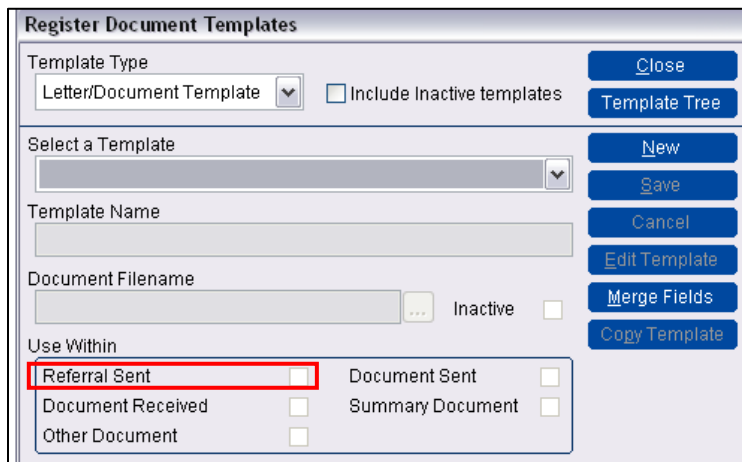 Register Document Templates
Template Type
Letter/Document Template
Include Inactive templates
Close
Template Tree
Select a Template
New
Save
Template Name
Cancel
Edit Template
Document Filename
...
Inactive
Merge Fields
Copy Template
Use Within
Referral Sent
Document Sent
Document Received
Summary Document
Other Document